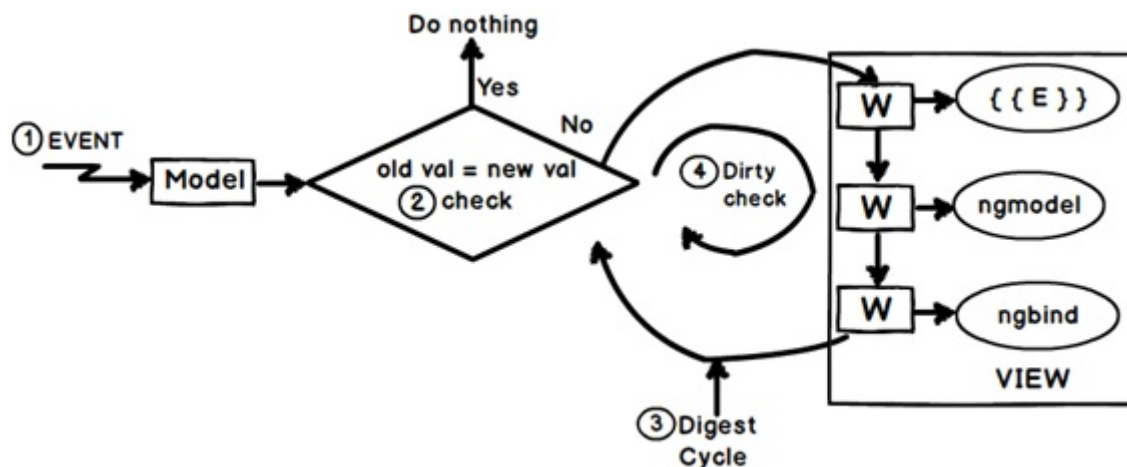 Do nothing
Yes
① EVENT
Model
No
old val = new val
② check
④ Dirty
check
W
{ { E } }
W
ngmodel
W
ngbind
VIEW
③ Digest
Cycle